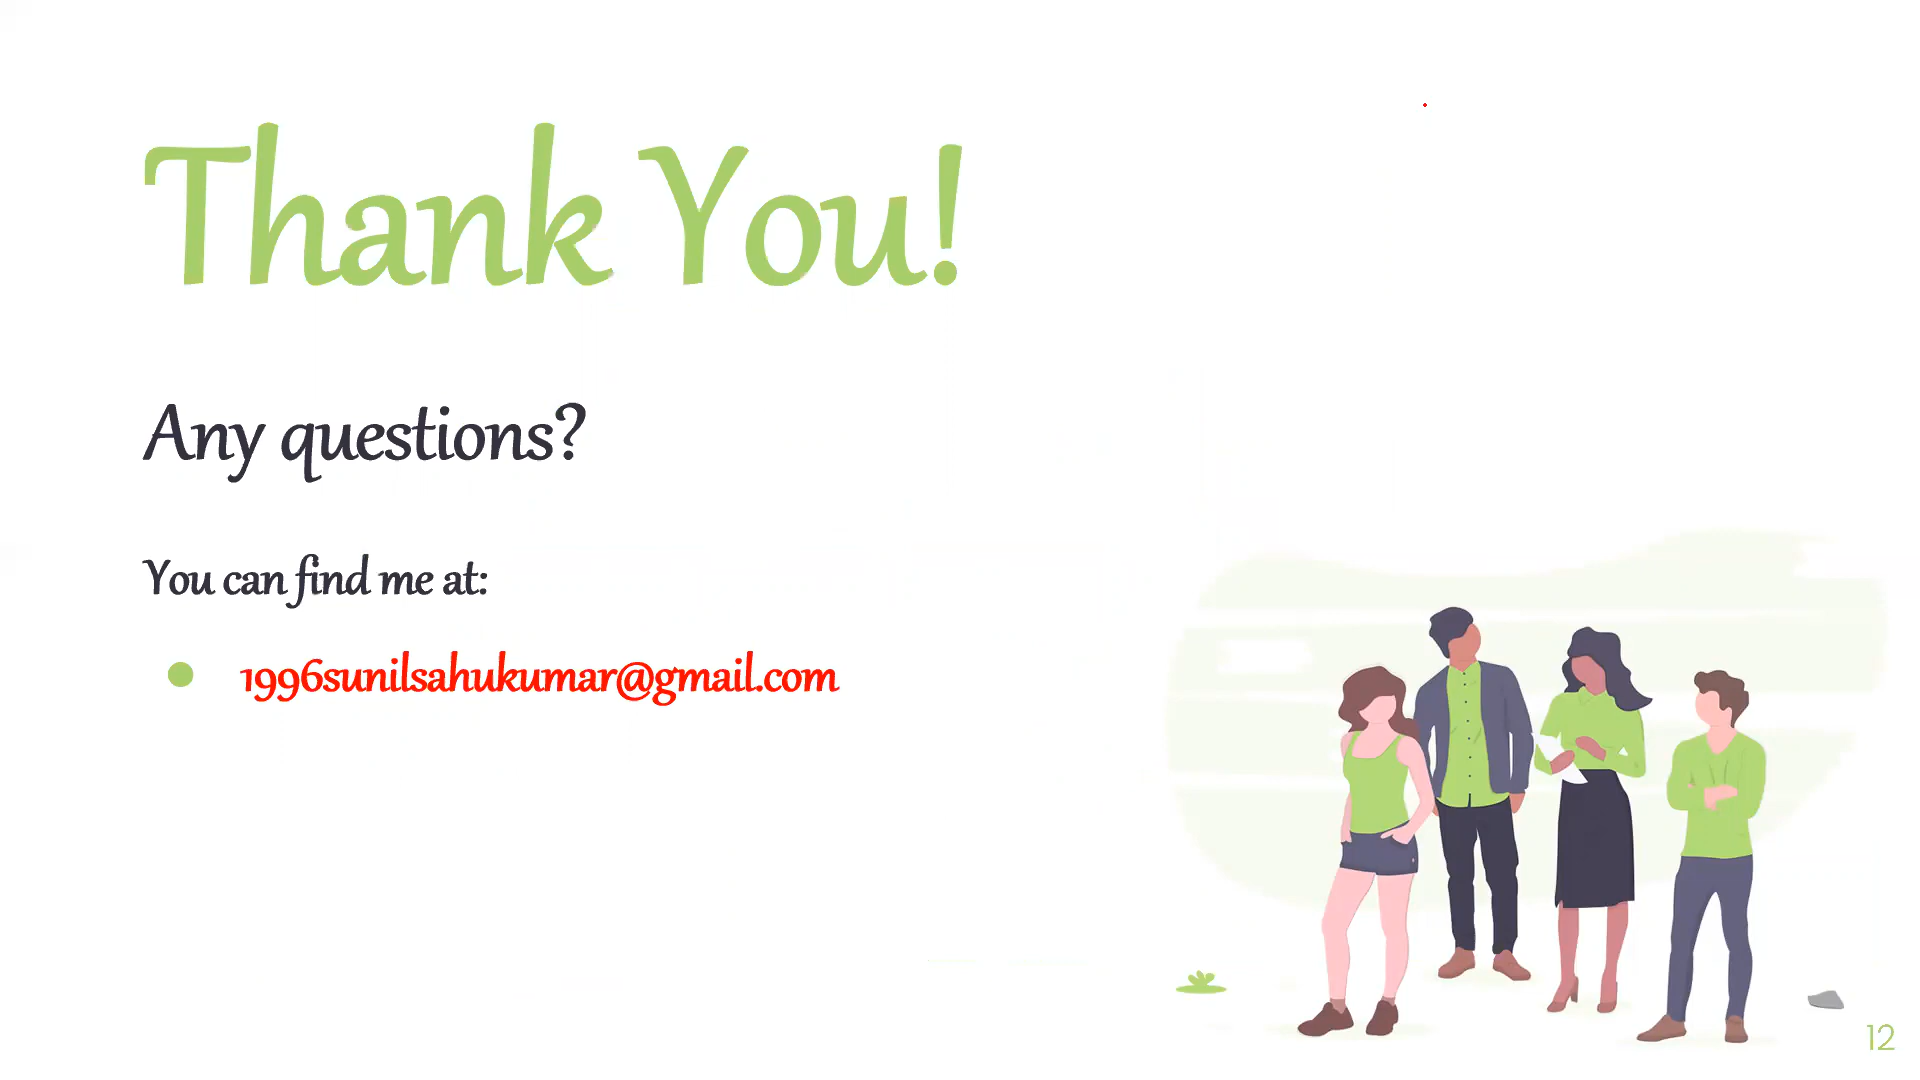 Thank You!
Any questions?
You can find me at:
1996sunilsahukumar@gmail.com
12